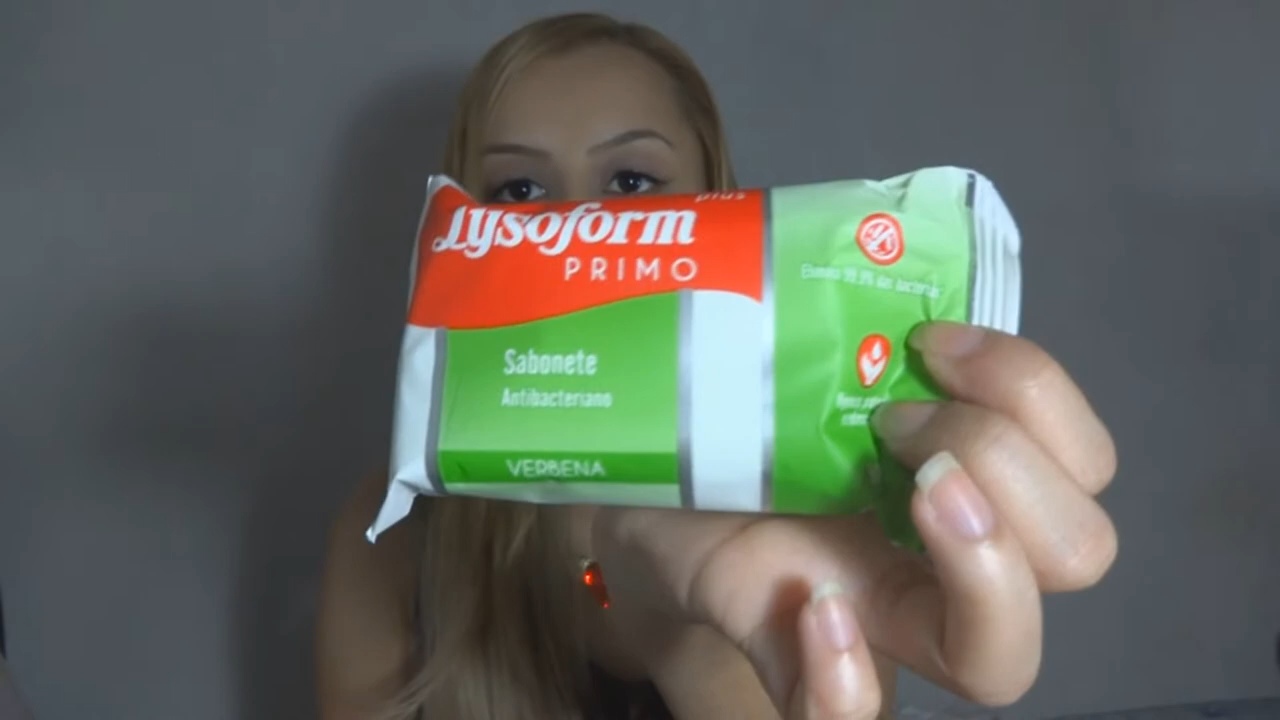 Lysoform plus
PRIMO
Sabonete
Antibacteriano
VERBENA
Elimina 99,9% das bactérias